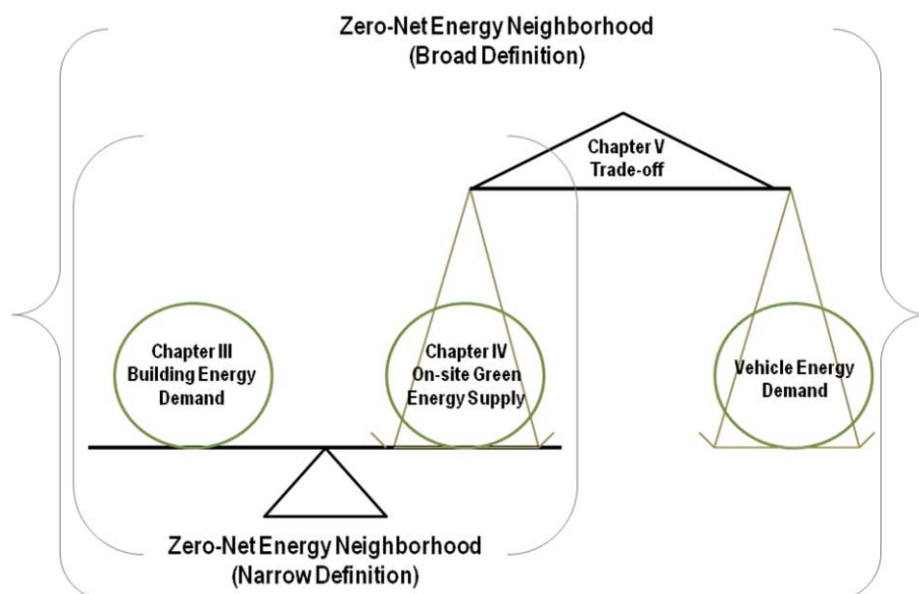 Zero-Net Energy Neighborhood
(Broad Definition)
Chapter V
Trade-off
Chapter III
Building Energy
Demand
Chapter IV
On-site Green
Energy Supply
Vehicle Energy
Demand
Zero-Net Energy Neighborhood
(Narrow Definition)